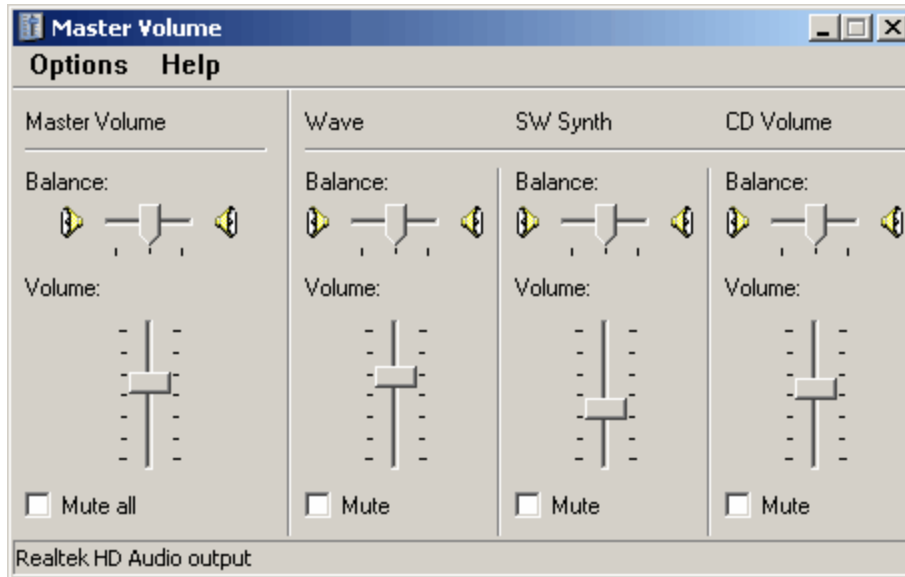 Master Volume
Options Help
Master Volume Wave SW Synth CD Volume
Balance: Balance: Balance: Balance:
Volume: Volume: Volume: Volume:
Mute all Mute Mute Mute
Realtek HD Audio output